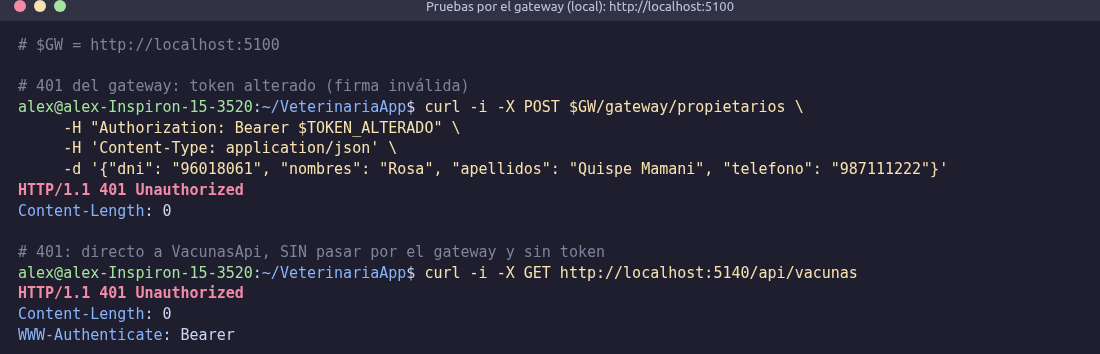 Pruebas por el gateway (local): http://localhost:5100
# $GW = http://localhost:5100
# 401 del gateway: token alterado (firma inválida)
alex@alex-Inspiron-15-3520:~/VeterinariaApp$ curl -i -X POST $GW/gateway/propietarios \
-H "Authorization: Bearer $TOKEN_ALTERADO" \
-H 'Content-Type: application/json' \
-d '{"dni": "96018061", "nombres": "Rosa", "apellidos": "Quispe Mamani", "telefono": "987111222"}'
HTTP/1.1 401 Unauthorized
Content-Length: 0
# 401: directo a VacunasApi, SIN pasar por el gateway y sin token
alex@alex-Inspiron-15-3520:~/VeterinariaApp$ curl -i -X GET http://localhost:5140/api/vacunas
HTTP/1.1 401 Unauthorized
Content-Length: 0
WWW-Authenticate: Bearer